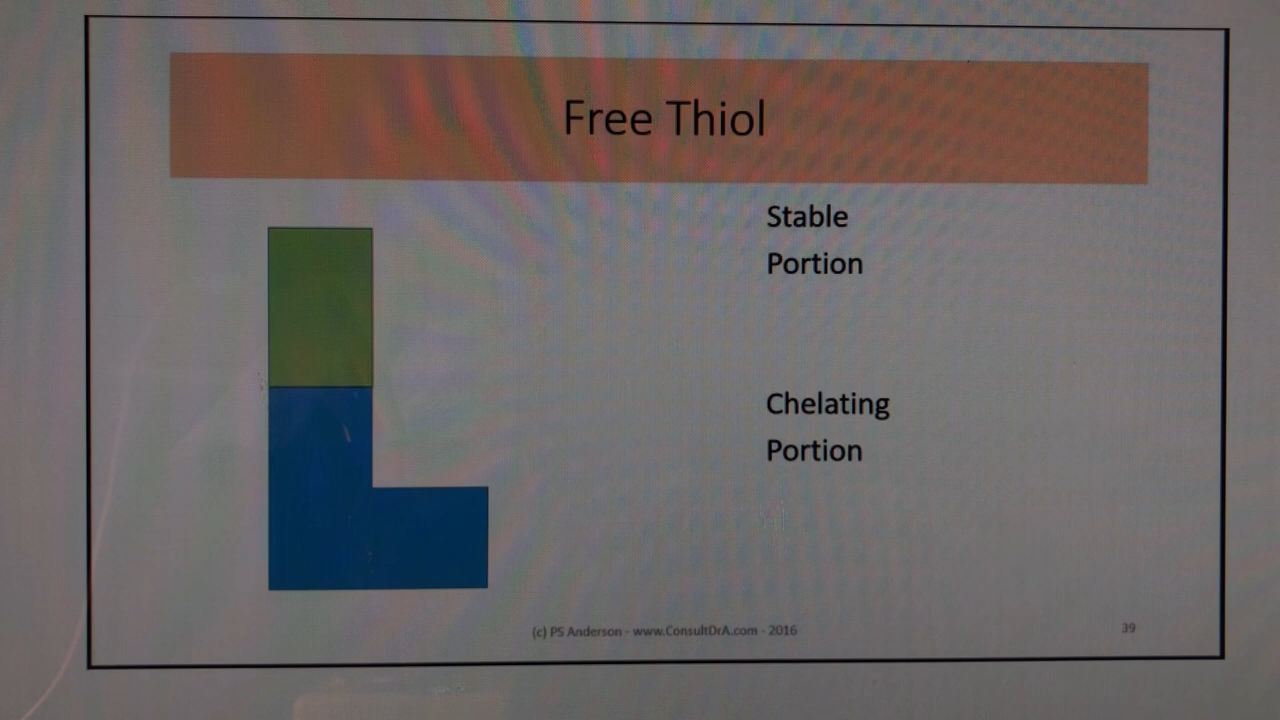 Free Thiol
Stable
Portion
Chelating
Portion
(c) PS Anderson - www.ConsultDrA.com - 2016
39